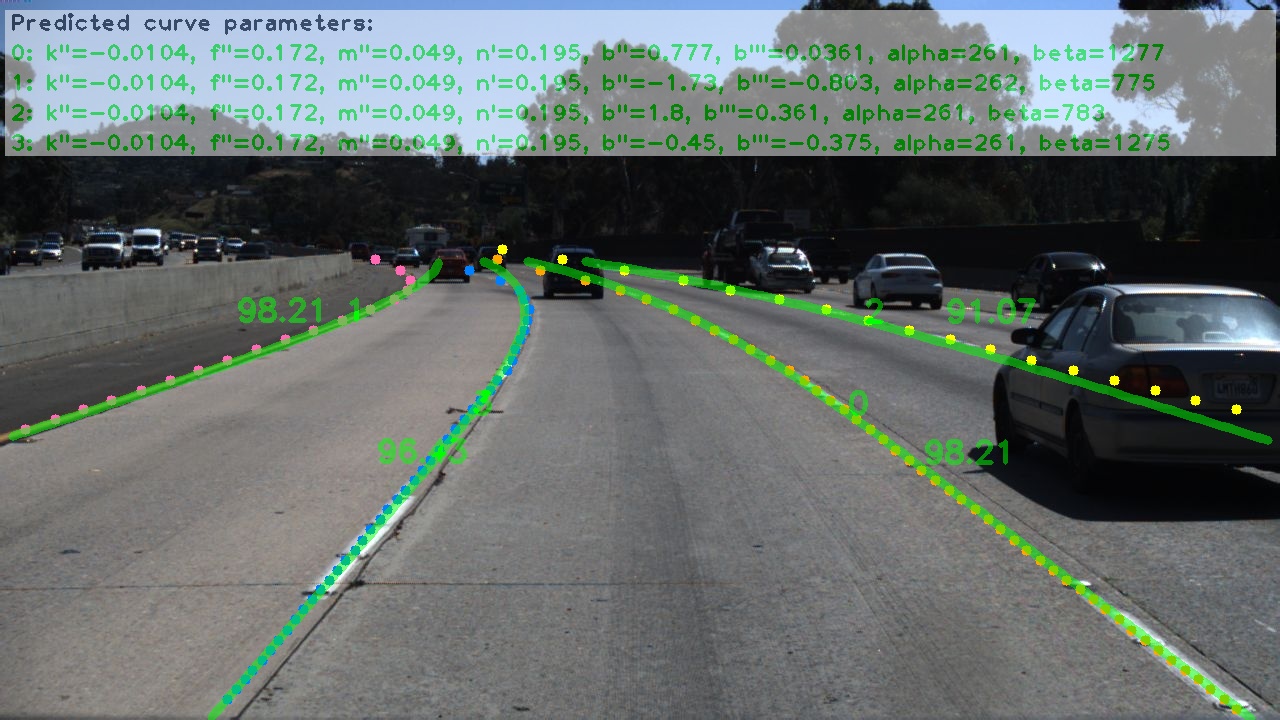 Predicted curve parameters:
0: k''=-0.0104, f''=0.172, m''=0.049, n'=0.195, b''=0.777, b'''=0.0361, alpha=261, beta=1277
1: k''=-0.0104, f''=0.172, m''=0.049, n'=0.195, b''=-1.73, b'''=-0.803, alpha=262, beta=775
2: k''=-0.0104, f''=0.172, m''=0.049, n'=0.195, b''=1.8, b'''=0.361, alpha=261, beta=783
3: k''=-0.0104, f''=0.172, m''=0.049, n'=0.195, b''=-0.45, b'''=-0.375, alpha=261, beta=1275
98.21 1
2 91.07
0
98.21